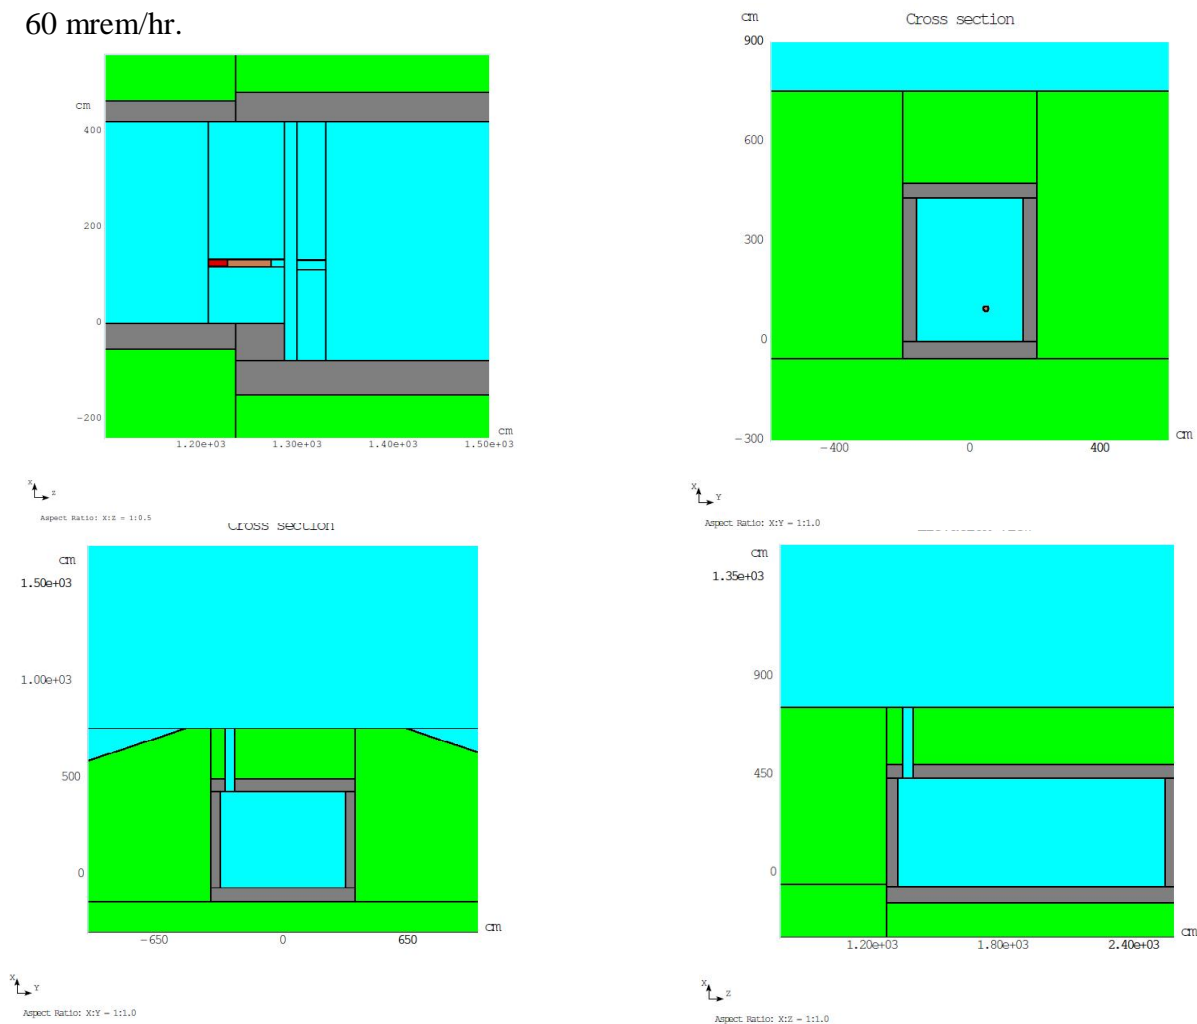 60 mrem/hr.
cm
400
200
0
-200
1.20e+03 1.30e+03 1.40e+03 1.50e+03
cm
x
z
Aspect Ratio: X:Z = 1:0.5
cm
Cross section
900
600
300
0
-300
-400 0 400
cm
X
Y
Aspect Ratio: X:Y = 1:1.0
Cross section
cm
1.50e+03
1.00e+03
500
0
-650 0 650
cm
X
Y
Aspect Ratio: X:Y = 1:1.0
cm
1.35e+03
900
450
0
1.20e+03 1.80e+03 2.40e+03
cm
X
Z
Aspect Ratio: X:Z = 1:1.0